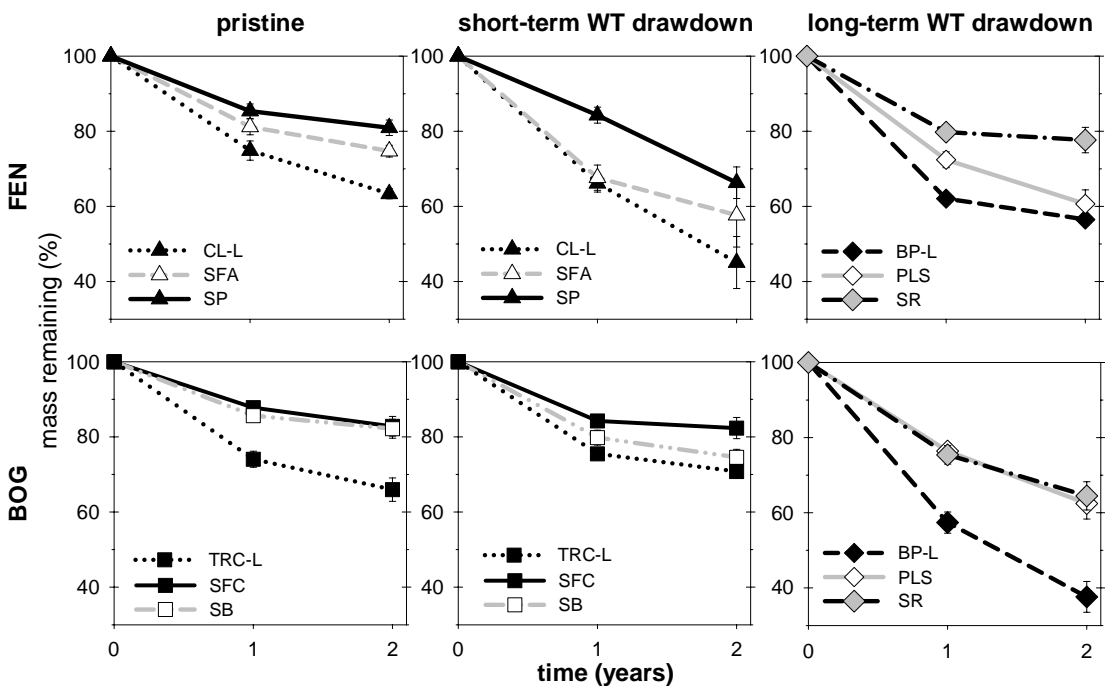 pristine
short-term WT drawdown
long-term WT drawdown
FEN
BOG
mass remaining (%)
100
80
60
40
CL-L
SFA
SP
CL-L
SFA
SP
BP-L
PLS
SR
100
80
60
40
TRC-L
SFC
SB
TRC-L
SFC
SB
BP-L
PLS
SR
0 1 2
0 1 2
0 1 2
time (years)